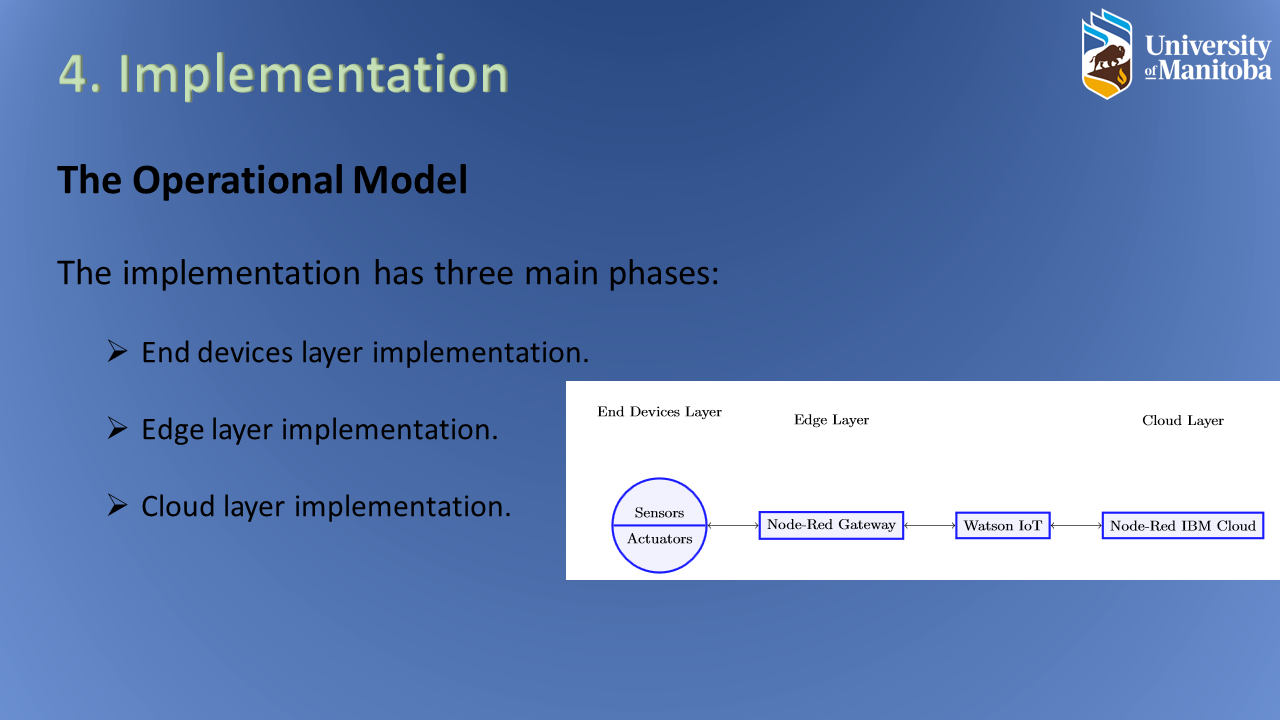 4. Implementation
University
of Manitoba
The Operational Model
The implementation has three main phases:
End devices layer implementation.
Edge layer implementation.
Cloud layer implementation.
End Devices Layer
Edge Layer
Cloud Layer
Sensors
Actuators
Node-Red Gateway
Watson IoT
Node-Red IBM Cloud